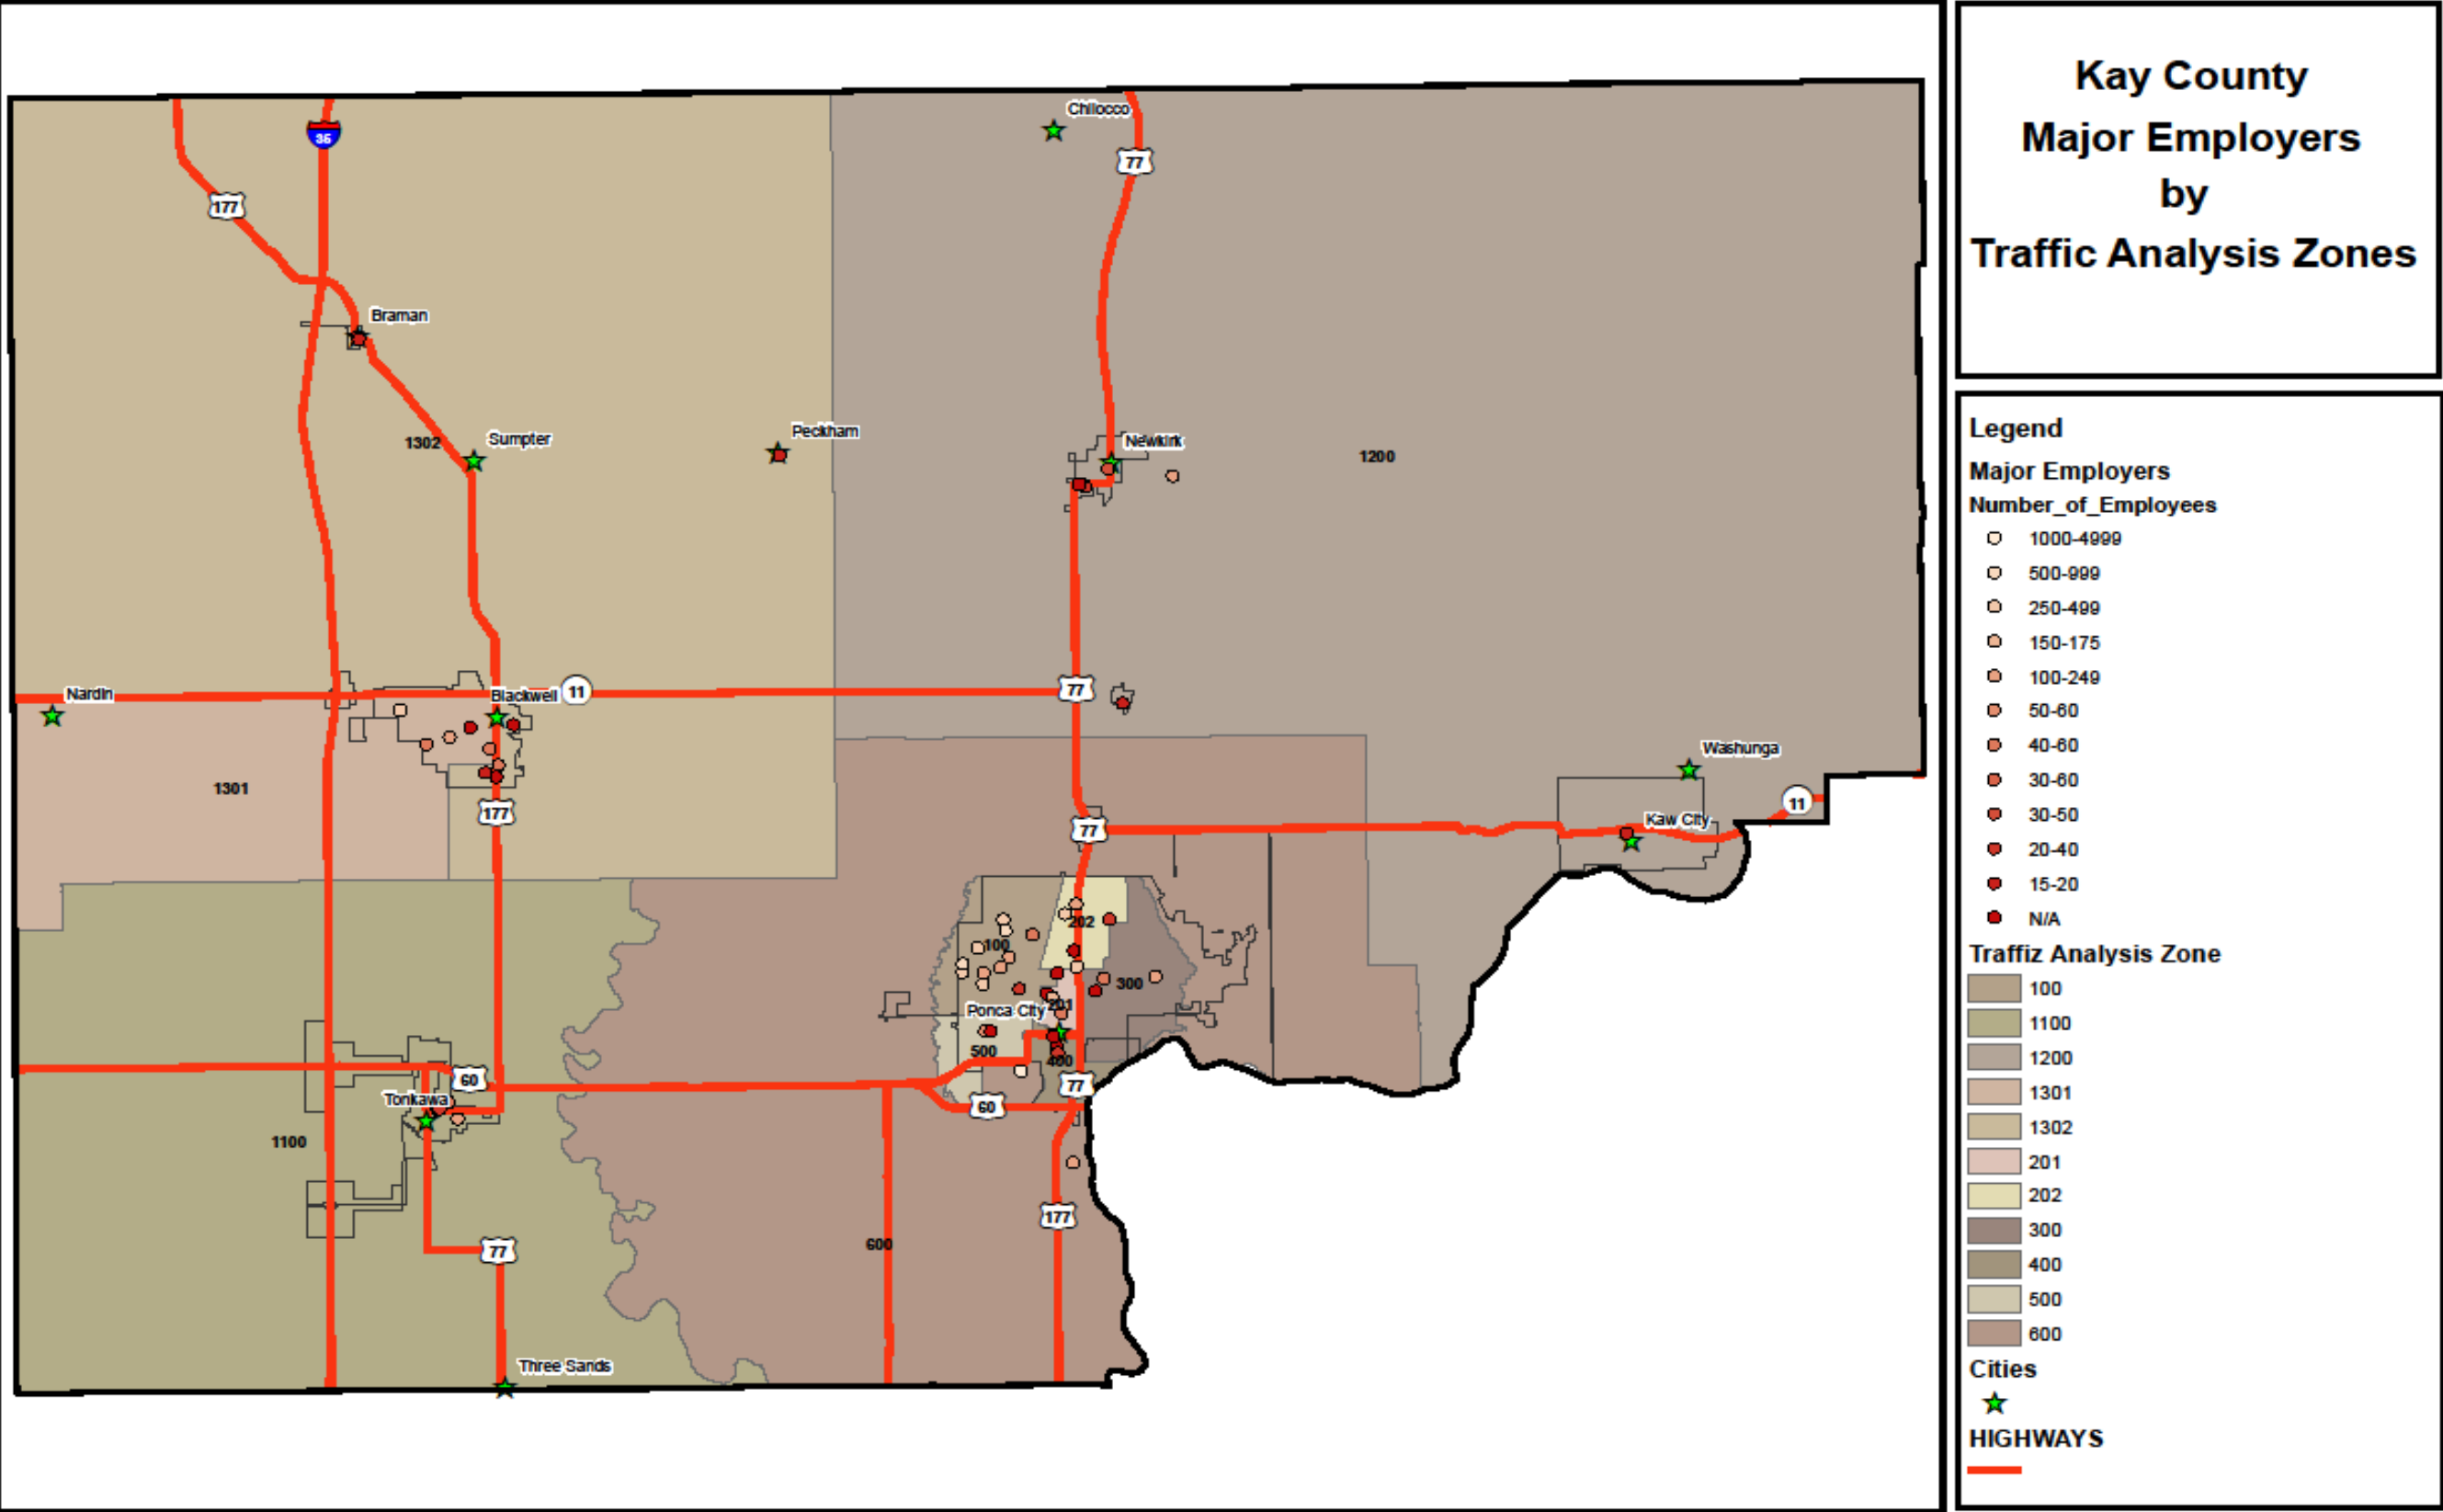 Kay County
Major Employers
by
Traffic Analysis Zones
Chilocco
35
77
177
Braman
1302
Sumpter
Peckham
Newkirk
1200
Nardin
Blackwell
11
77
1301
177
Washunga
11
Kaw City
77
202
100
300
201
Ponca City
500
400
60
77
Tonkawa
60
1100
177
600
77
Three Sands
Legend
Major Employers
Number_of_Employees
1000-4999
500-999
250-499
150-175
100-249
50-60
40-60
30-60
30-50
20-40
15-20
N/A
Traffiz Analysis Zone
100
1100
1200
1301
1302
201
202
300
400
500
600
Cities
HIGHWAYS